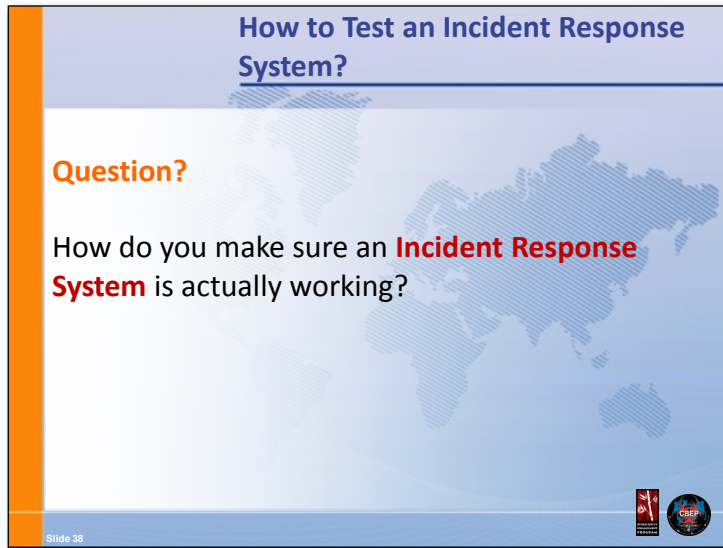 How to Test an Incident Response
System?
Question?
How do you make sure an Incident Response
System is actually working?
Slide 38
CBEP